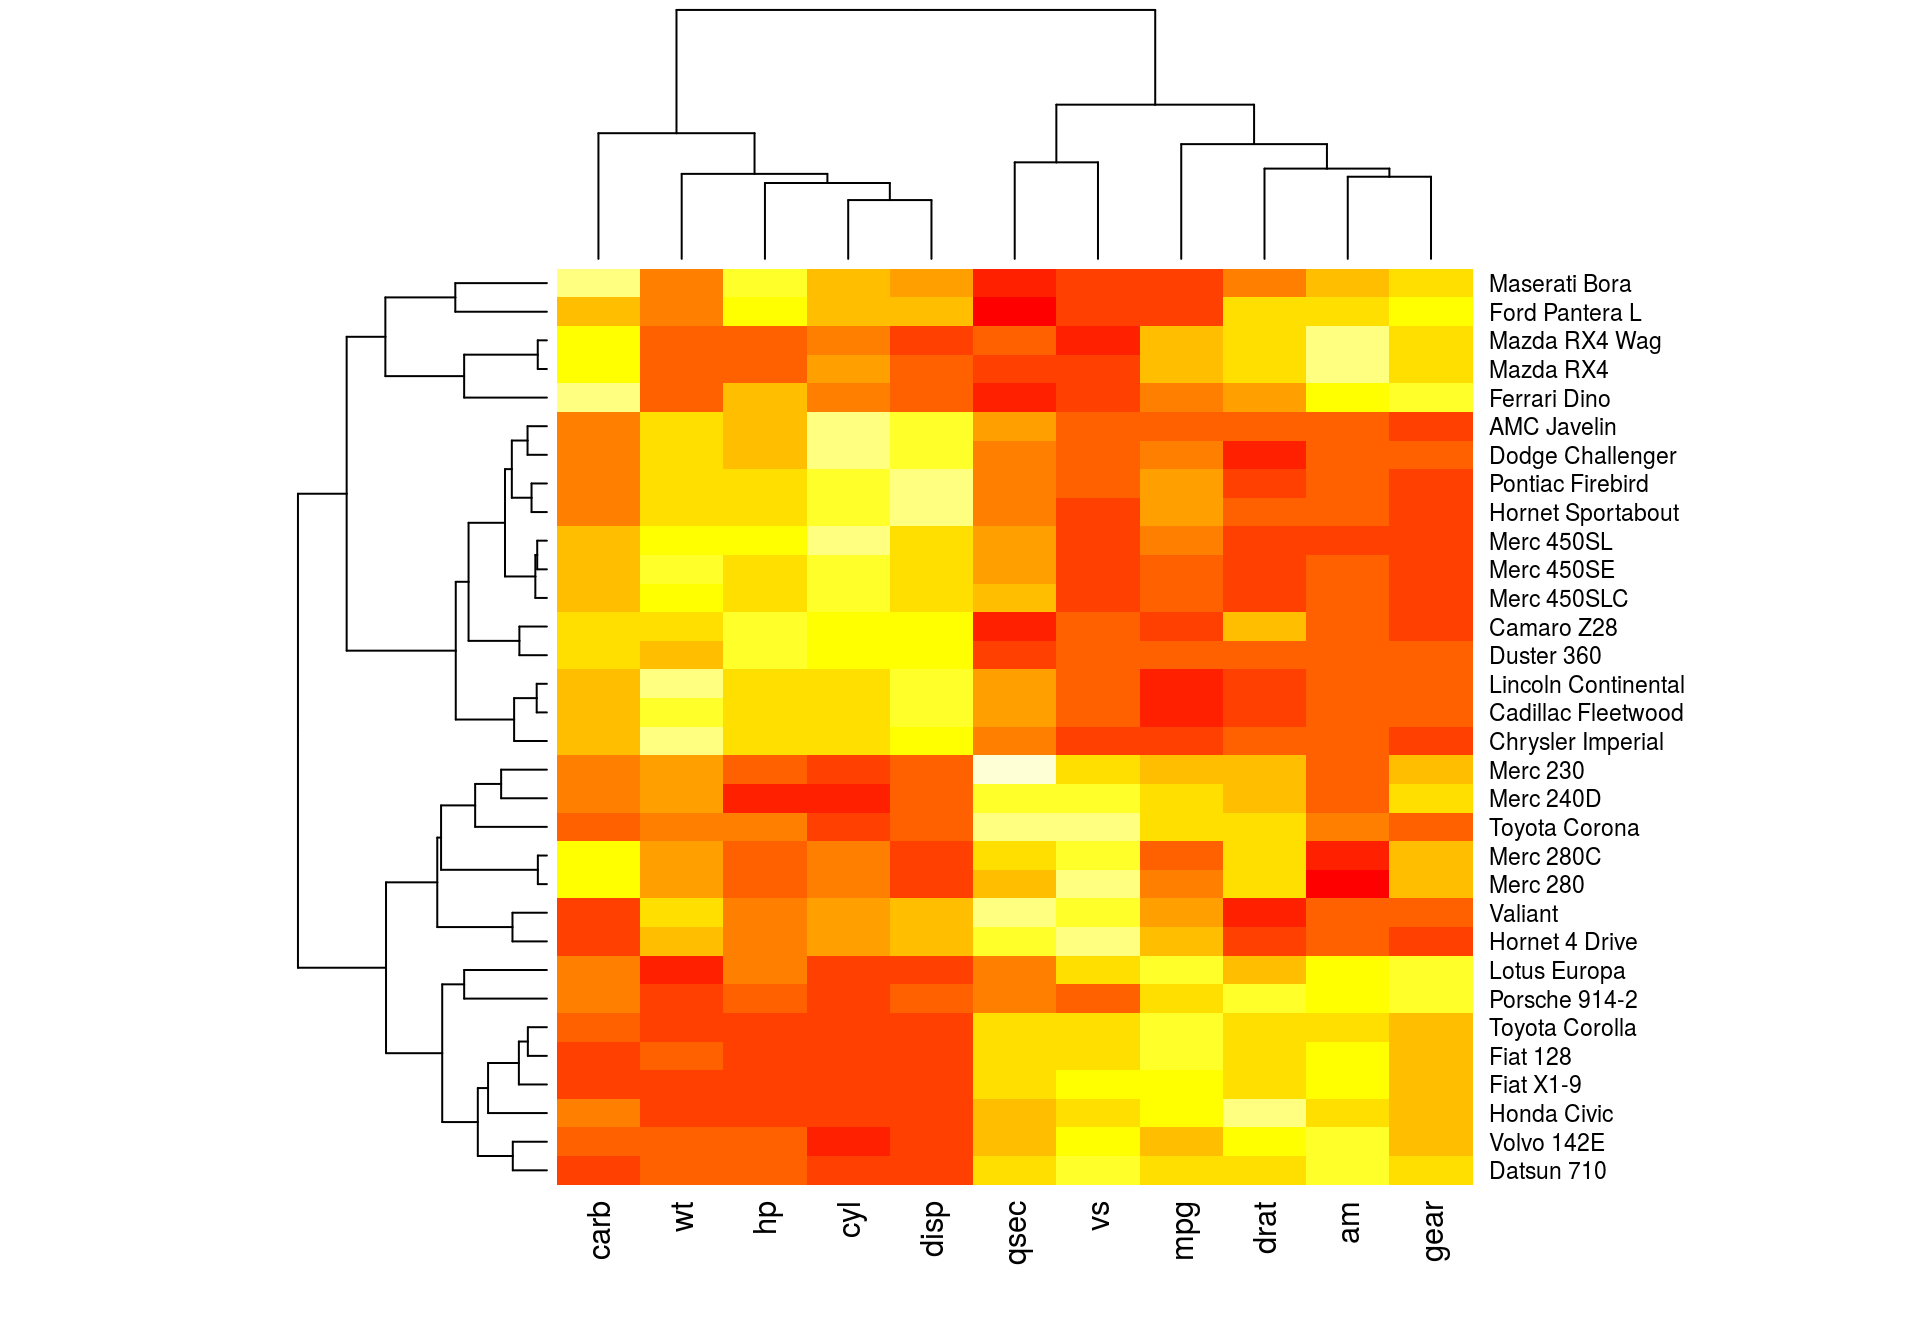 Maserati Bora
Ford Pantera L
Mazda RX4 Wag
Mazda RX4
Ferrari Dino
AMC Javelin
Dodge Challenger
Pontiac Firebird
Hornet Sportabout
Merc 450SL
Merc 450SE
Merc 450SLC
Camaro Z28
Duster 360
Lincoln Continental
Cadillac Fleetwood
Chrysler Imperial
Merc 230
Merc 240D
Toyota Corona
Merc 280C
Merc 280
Valiant
Hornet 4 Drive
Lotus Europa
Porsche 914-2
Toyota Corolla
Fiat 128
Fiat X1-9
Honda Civic
Volvo 142E
Datsun 710
carb
wt
hp
cyl
disp
qsec
vs
mpg
drat
am
gear